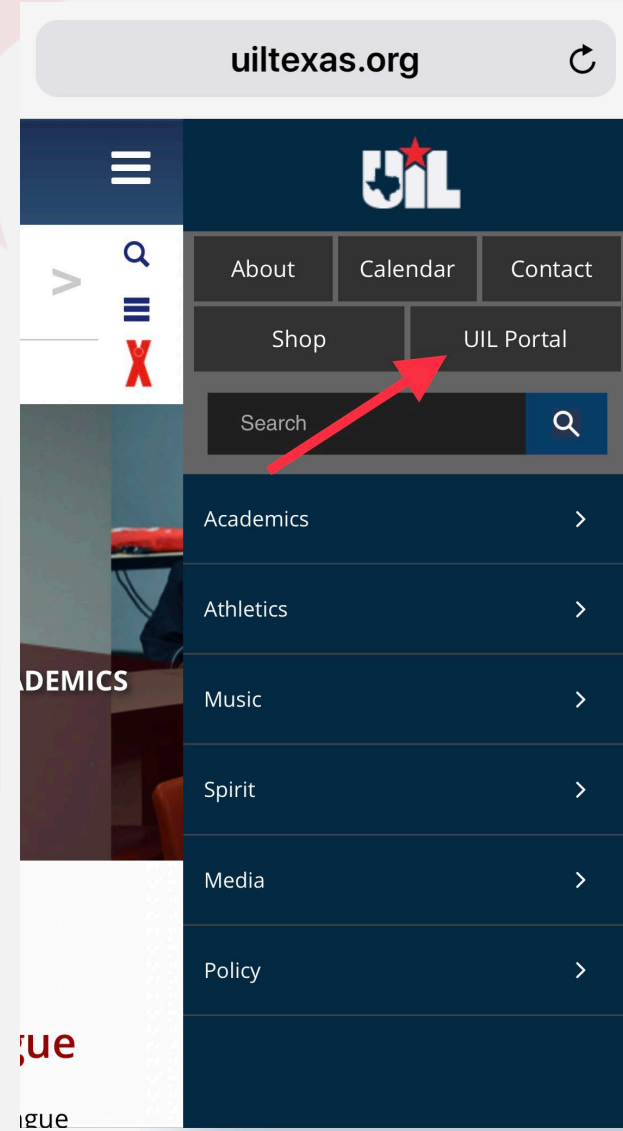 uiltexas.org
UIL
About Calendar Contact
Shop UIL Portal
Search
Academics
Athletics
ADEMICS
Music
Spirit
Media
Policy
gue
ague